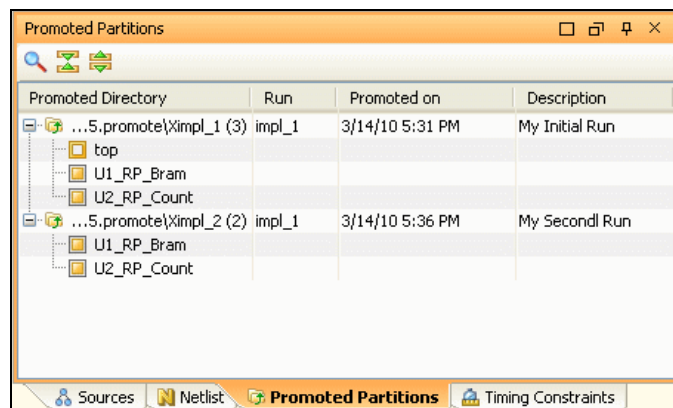 Promoted Partitions
Promoted Directory Run Promoted on Description
...5.promote\Ximpl_1 (3) impl_1 3/14/10 5:31 PM My Initial Run
top
U1_RP_Bram
U2_RP_Count
...5.promote\Ximpl_2 (2) impl_1 3/14/10 5:36 PM My Secondl Run
U1_RP_Bram
U2_RP_Count
Sources Netlist Promoted Partitions Timing Constraints